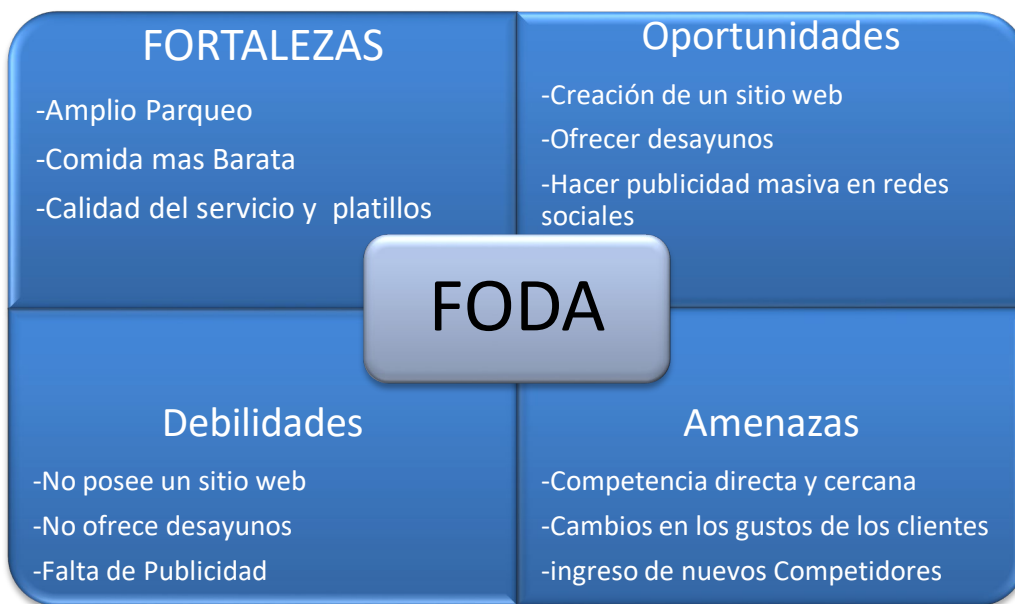 FORTALEZAS
-Amplio Parqueo
-Comida mas Barata
-Calidad del servicio y platillos
Oportunidades
-Creación de un sitio web
-Ofrecer desayunos
-Hacer publicidad masiva en redes
sociales
FODA
Debilidades
-No posee un sitio web
-No ofrece desayunos
-Falta de Publicidad
Amenazas
-Competencia directa y cercana
-Cambios en los gustos de los clientes
-ingreso de nuevos Competidores